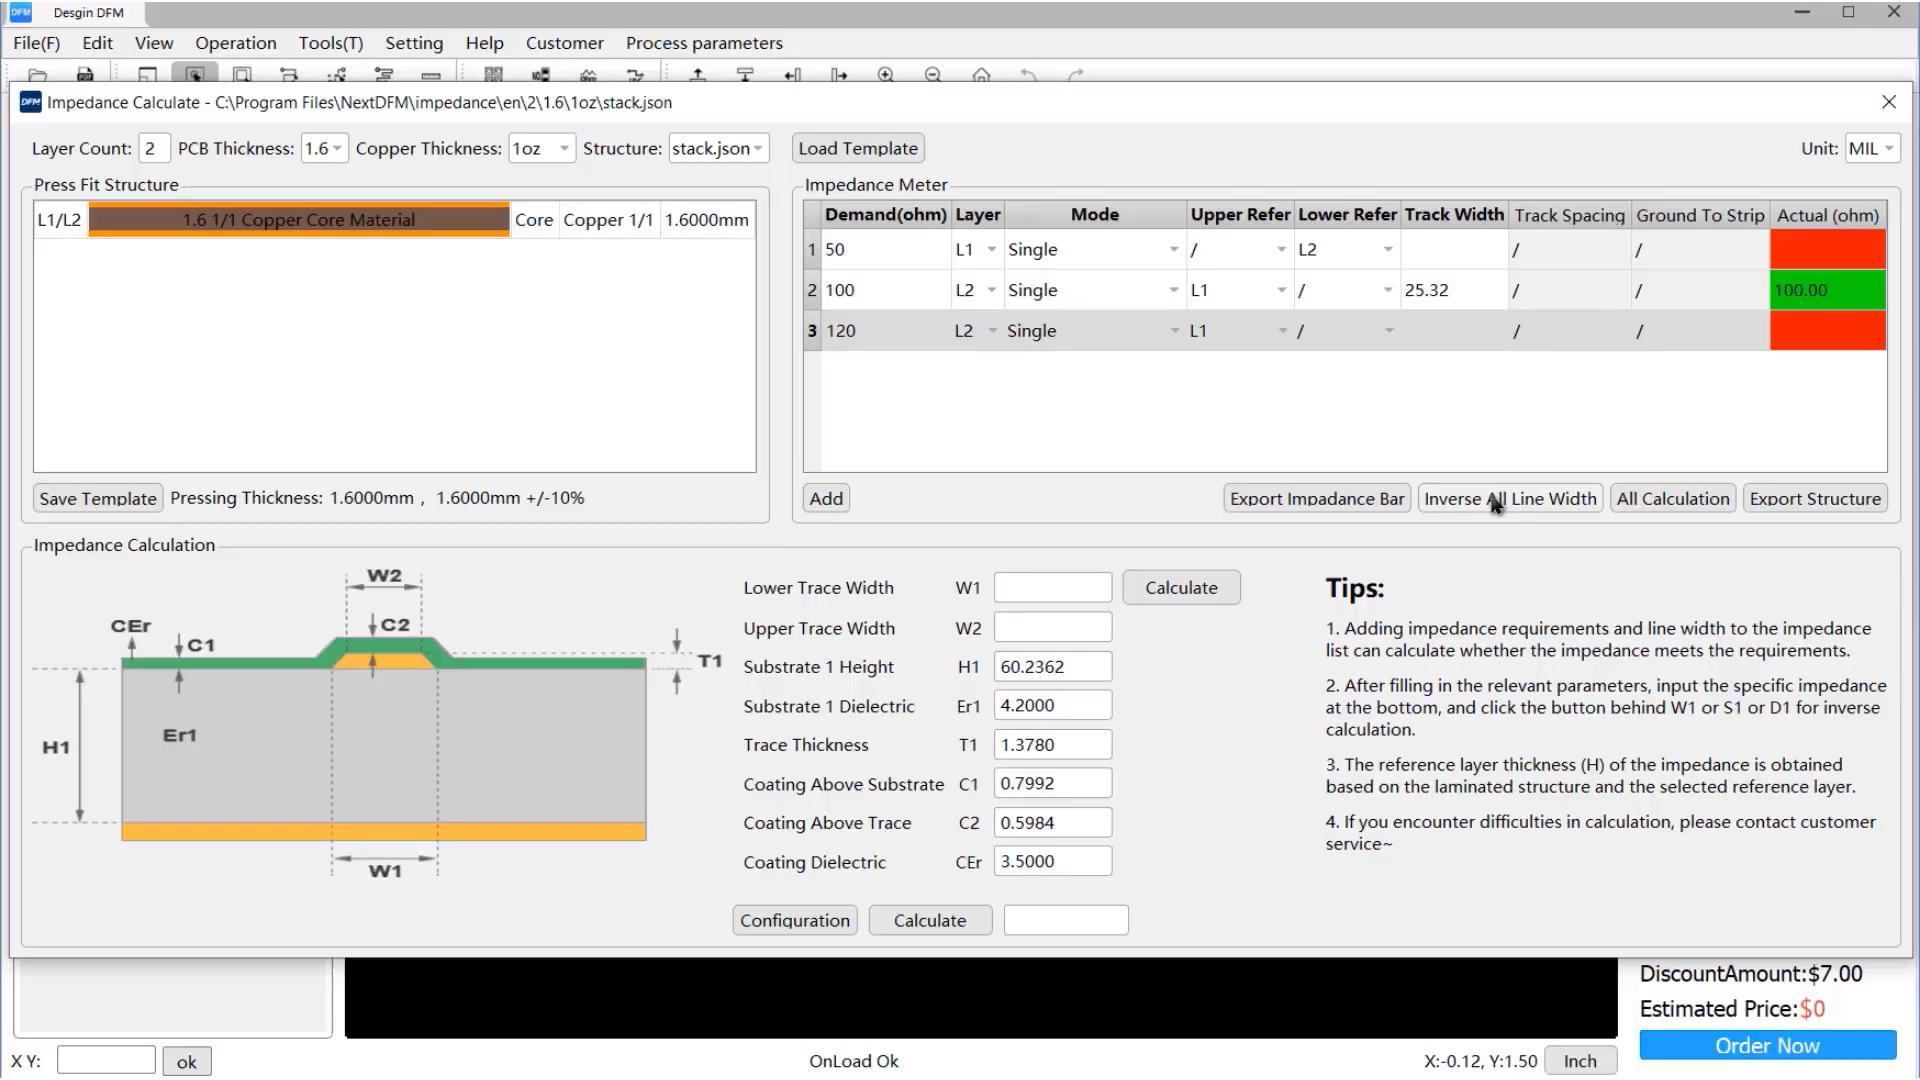 DFM Desgin DFM
File(F) Edit View Operation Tools(T) Setting Help Customer Process parameters
DFM Impedance Calculate - C:\Program Files\NextDFM\impedance\en\2\1.6\1oz\stack.json
Layer Count: 2 PCB Thickness: 1.6 Copper Thickness: 1oz Structure: stack.json Load Template Unit: MIL
Press Fit Structure
L1/L2 1.6 1/1 Copper Core Material Core Copper 1/1 1.6000mm
Save Template Pressing Thickness: 1.6000mm , 1.6000mm +/-10%
Impedance Meter
Demand(ohm) Layer Mode Upper Refer Lower Refer Track Width Track Spacing Ground To Strip Actual (ohm)
1 50 L1 Single / L2 / /
2 100 L2 Single L1 / 25.32 / / 100.00
3 120 L2 Single L1 / / /
Add Export Impadance Bar Inverse All Line Width All Calculation Export Structure
Impedance Calculation
W2
CEr C1 C2 T1
H1 Er1
W1
Lower Trace Width W1 Calculate
Upper Trace Width W2
Substrate 1 Height H1 60.2362
Substrate 1 Dielectric Er1 4.2000
Trace Thickness T1 1.3780
Coating Above Substrate C1 0.7992
Coating Above Trace C2 0.5984
Coating Dielectric CEr 3.5000
Configuration Calculate
Tips:
1. Adding impedance requirements and line width to the impedance
list can calculate whether the impedance meets the requirements.
2. After filling in the relevant parameters, input the specific impedance
at the bottom, and click the button behind W1 or S1 or D1 for inverse
calculation.
3. The reference layer thickness (H) of the impedance is obtained
based on the laminated structure and the selected reference layer.
4. If you encounter difficulties in calculation, please contact customer
service~
DiscountAmount:$7.00
Estimated Price:$0
Order Now
X Y: ok OnLoad Ok X:-0.12, Y:1.50 Inch